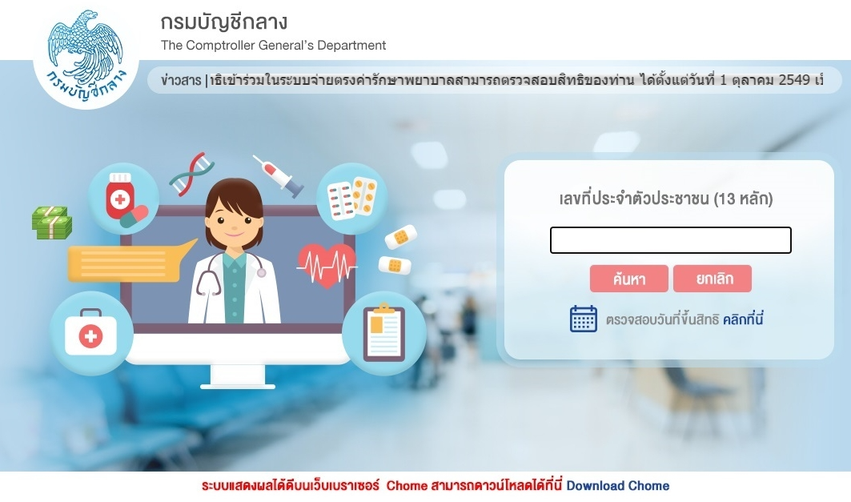 กรมบัญชีกลาง
The Comptroller General's Department
กรมบัญชีกลาง
ข่าวสาร |าธิเข้าร่วมในระบบจ่ายตรงค่ารักษาพยาบาลสามารถตรวจสอบสิทธิของท่าน ได้ตั้งแต่วันที่ 1 ตุลาคม 2549 เป็
เลขที่ประจำตัวประชาชน (13 หลัก)
ค้นหา ยกเลิก
ตรวจสอบวันที่ขึ้นสิทธิ คลิกที่นี่
ระบบแสดงผลได้ดีบนเว็บเบราเซอร์ Chome สามารถดาวน์โหลดได้ที่นี่ Download Chome